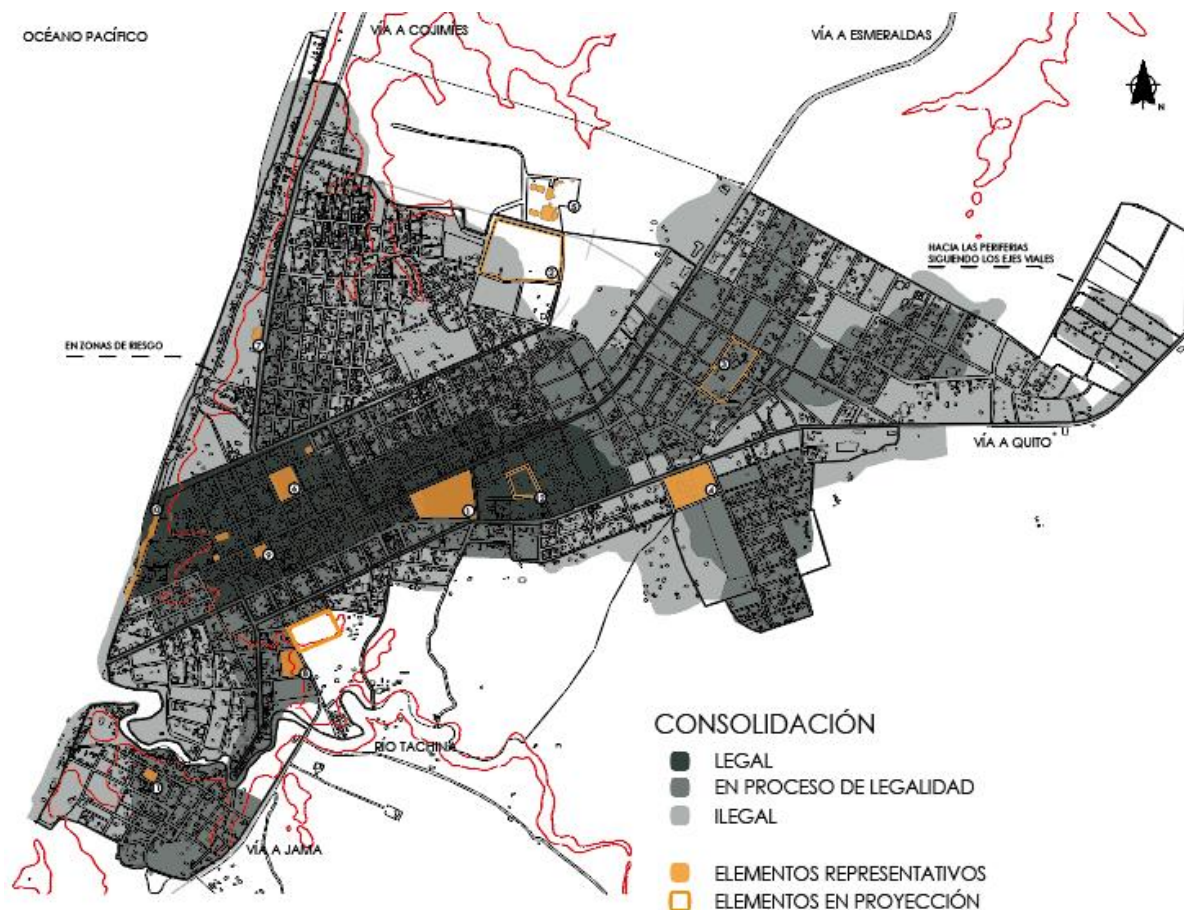 OCÉANO PACÍFICO
VÍA A COJIMÍES
VÍA A ESMERALDAS
N
HACIA LAS PERIFERIAS
SIGUIENDO LOS EJES VIALES
EN ZONAS DE RIESGO
VÍA A QUITO
RÍO TACHINA
VÍA A JAMA
CONSOLIDACIÓN
LEGAL
EN PROCESO DE LEGALIDAD
ILEGAL
ELEMENTOS REPRESENTATIVOS
ELEMENTOS EN PROYECCIÓN